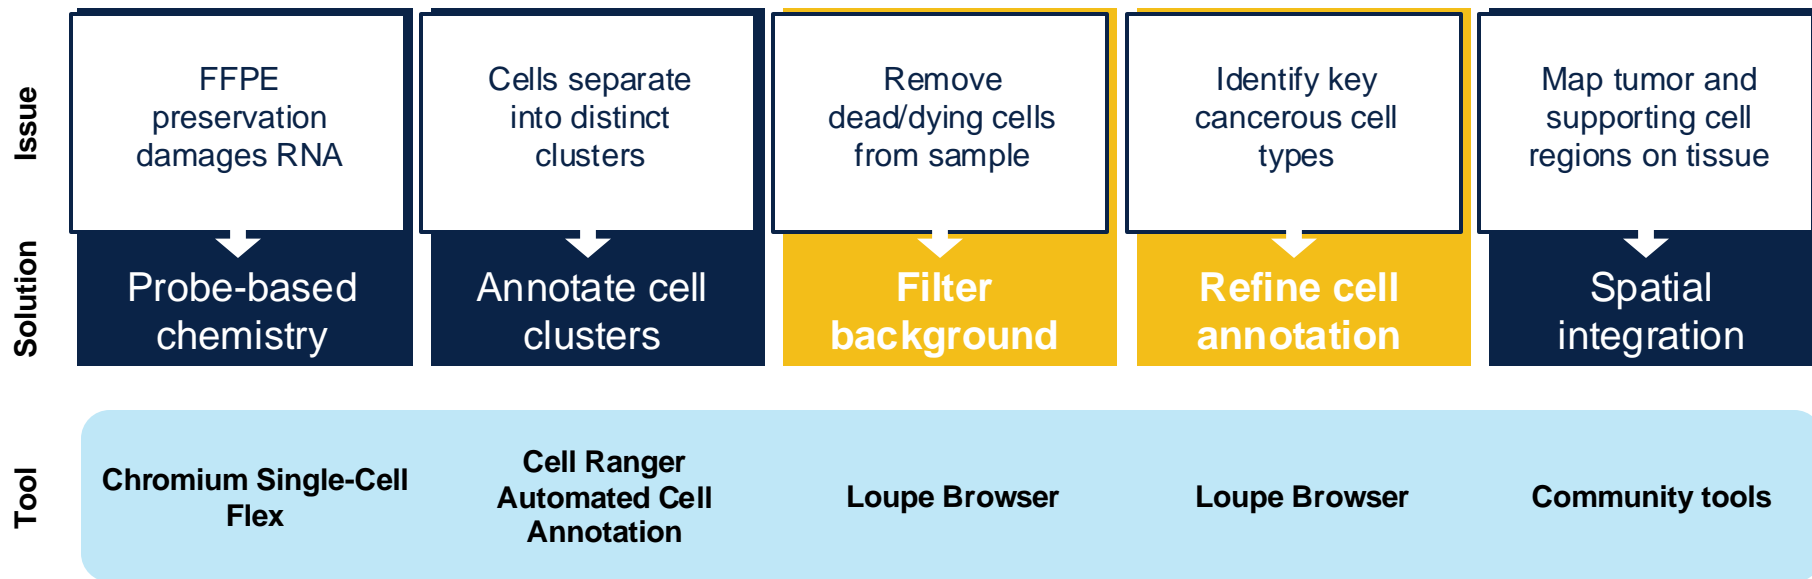 Issue
FFPE
preservation
damages RNA
Cells separate
into distinct
clusters
Remove
dead/dying cells
from sample
Identify key
cancerous cell
types
Map tumor and
supporting cell
regions on tissue
Solution
Probe-based
chemistry
Annotate cell
clusters
Filter
background
Refine cell
annotation
Spatial
integration
Tool
Chromium Single-Cell
Flex
Cell Ranger
Automated Cell
Annotation
Loupe Browser
Loupe Browser
Community tools